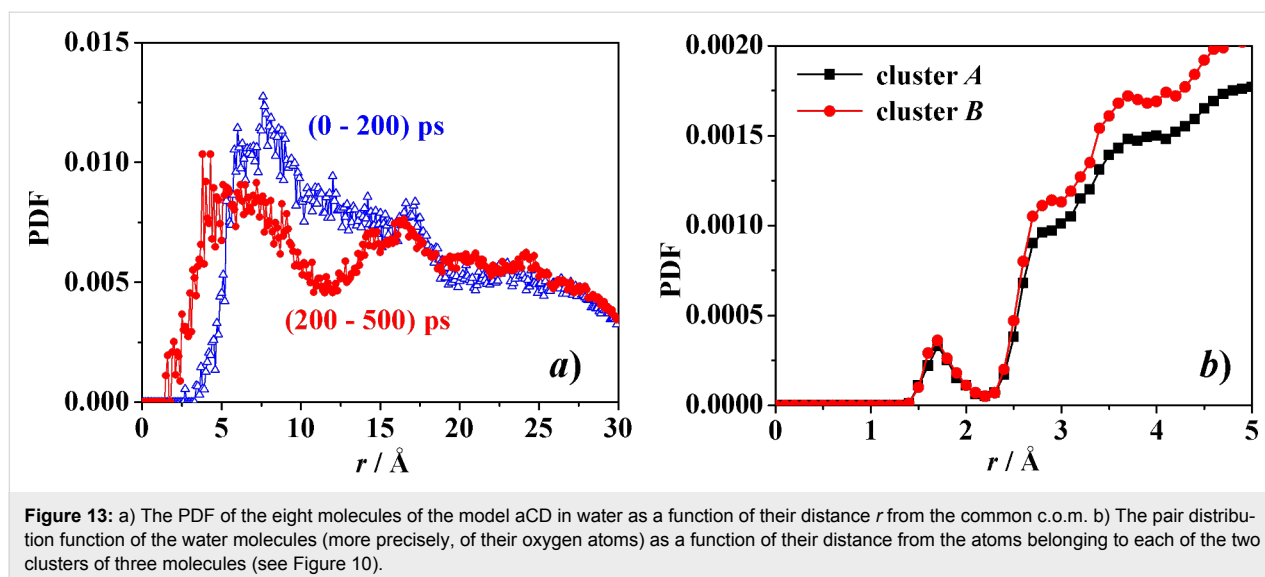 0.015
0.010
0.005
0.000
PDF
(0 - 200) ps
(200 - 500) ps
a)
0 5 10 15 20 25 30
r / Å
0.0020
0.0015
0.0010
0.0005
0.0000
PDF
cluster A
cluster B
b)
0 1 2 3 4 5
r / Å
Figure 13: a) The PDF of the eight molecules of the model aCD in water as a function of their distance r from the common c.o.m. b) The pair distribu-
tion function of the water molecules (more precisely, of their oxygen atoms) as a function of their distance from the atoms belonging to each of the two
clusters of three molecules (see Figure 10).